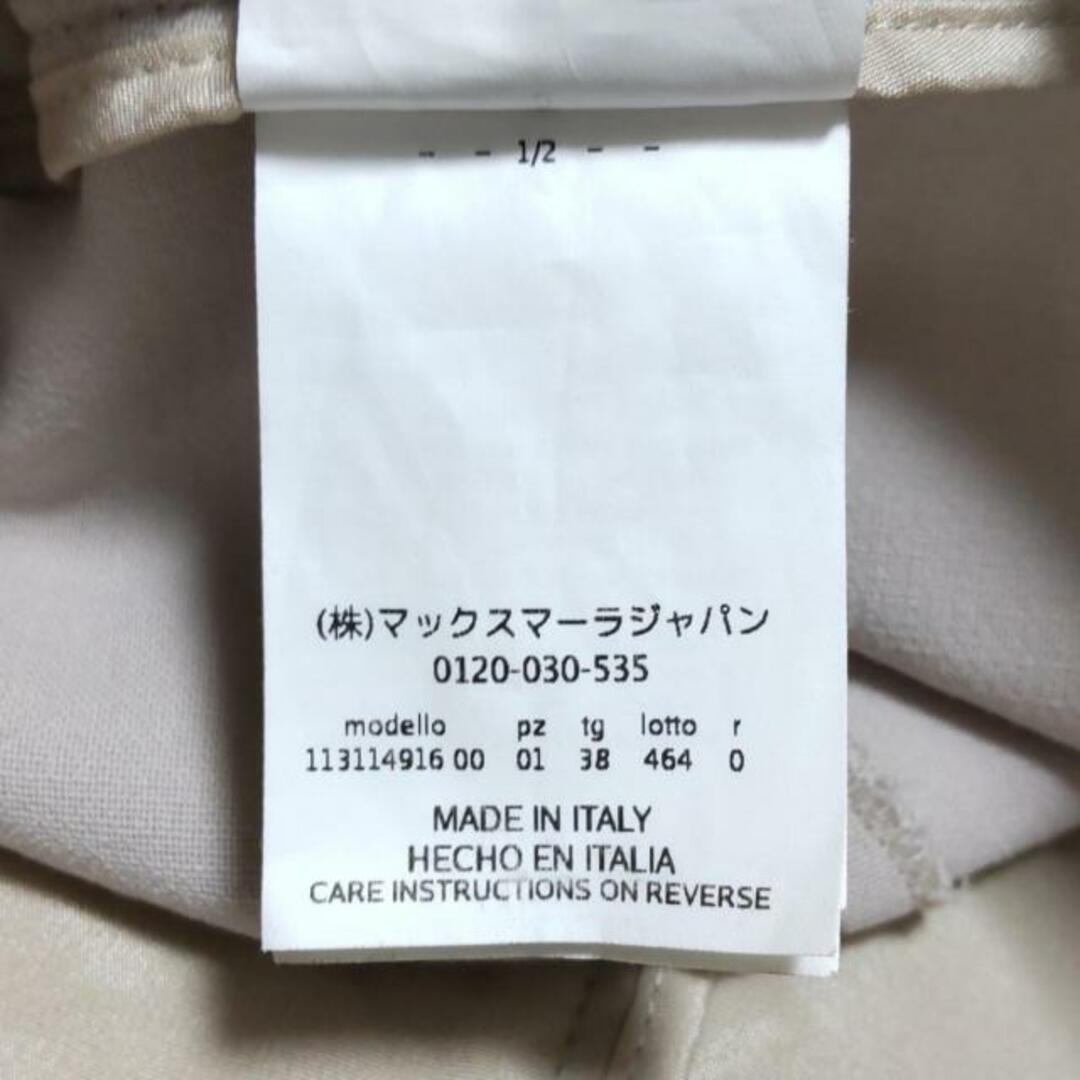 - - 1/2 - -
(株)マックスマーラジャパン
0120-030-535
modello pz tg lotto r
113114916 00 01 38 464 0
MADE IN ITALY
HECHO EN ITALIA
CARE INSTRUCTIONS ON REVERSE